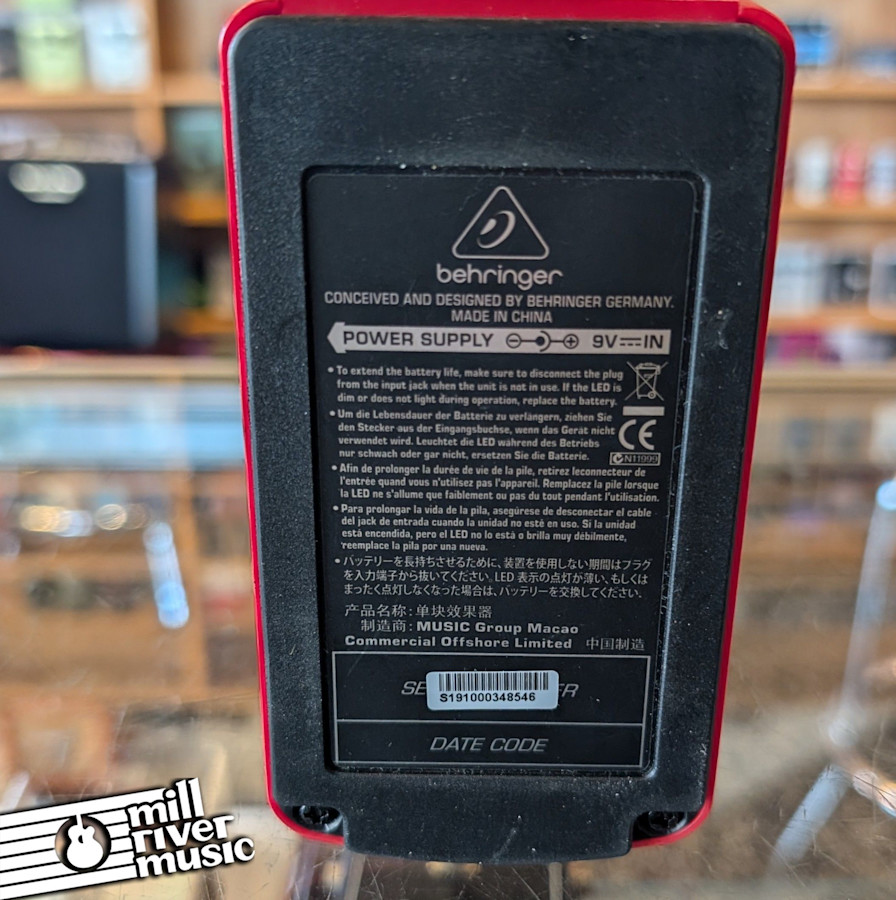 behringer
CONCEIVED AND DESIGNED BY BEHRINGER GERMANY.
MADE IN CHINA
POWER SUPPLY 9V IN
• To extend the battery life, make sure to disconnect the plug
from the input jack when the unit is not in use. If the LED is
dim or does not light during operation, replace the battery.
• Um die Lebensdauer der Batterie zu verlängern, ziehen Sie
den Stecker aus der Eingangsbuchse, wenn das Gerät nicht
verwendet wird. Leuchtet die LED während des Betriebs
nur schwach oder gar nicht, ersetzen Sie die Batterie.
CE
N11999
• Afin de prolonger la durée de vie de la pile, retirez leconnecteur de
l'entrée quand vous n'utilisez pas l'appareil. Remplacez la pile lorsque
la LED ne s'allume que faiblement ou pas du tout pendant l'utilisation.
• Para prolongar la vida de la pila, asegúrese de desconectar el cable
del jack de entrada cuando la unidad no esté en uso. Si la unidad
está encendida, pero el LED no lo está o brilla muy débilmente,
reemplace la pila por una nueva.
• バッテリーを長持ちさせるために、装置を使用しない期間はプラグ
を入力端子から抜いてください。LED 表示の点灯が薄い、もしくは
まったく点灯しなくなった場合は、バッテリーを交換してください。
产品名称: 单块效果器
制造商: MUSIC Group Macao
Commercial Offshore Limited 中国制造
S191000348546
DATE CODE
mill
river
music